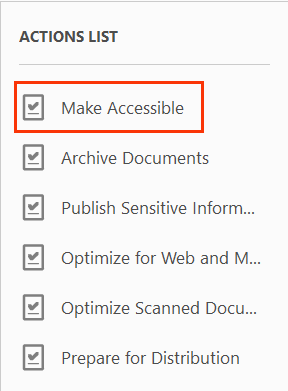 ACTIONS LIST
Make Accessible
Archive Documents
Publish Sensitive Inform...
Optimize for Web and M...
Optimize Scanned Docu...
Prepare for Distribution